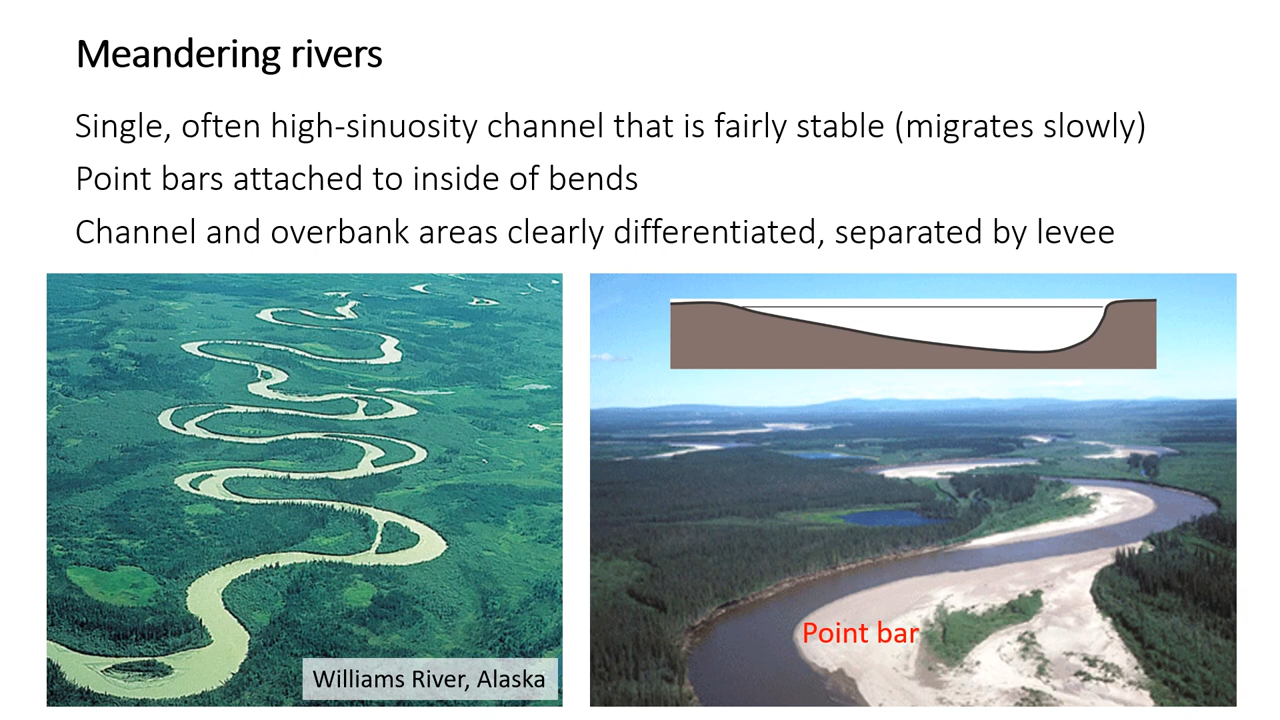 Meandering rivers
Single, often high-sinuosity channel that is fairly stable (migrates slowly)
Point bars attached to inside of bends
Channel and overbank areas clearly differentiated, separated by levee
Point bar
Williams River, Alaska